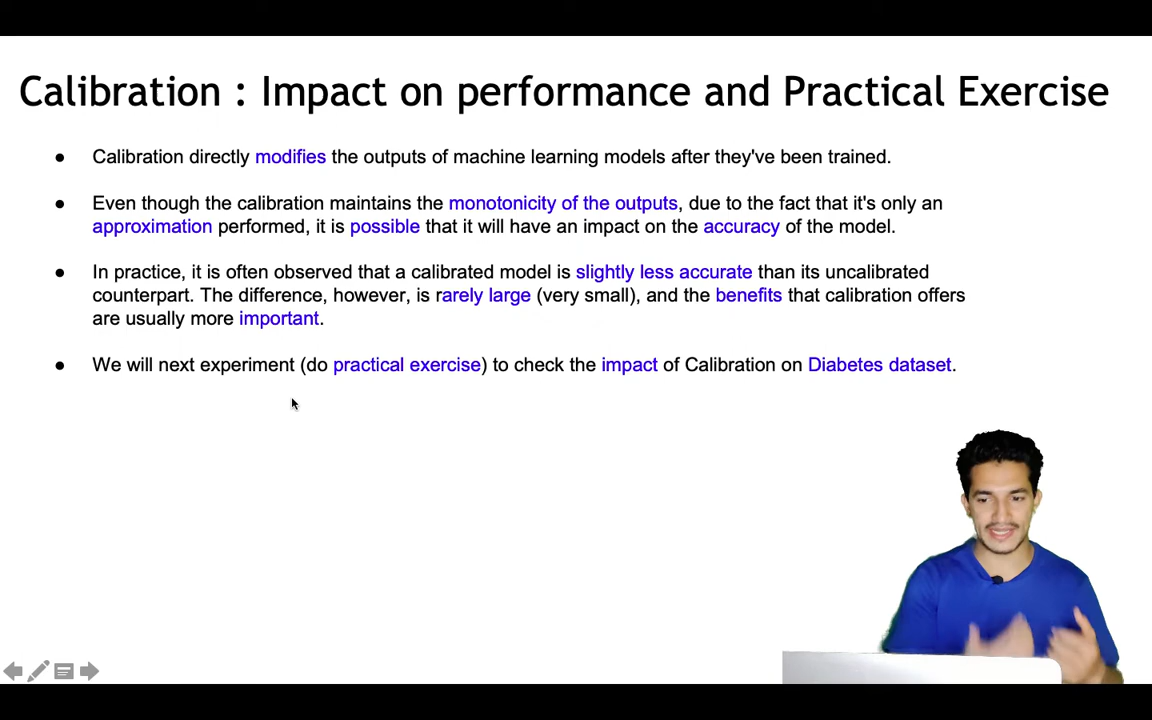 Calibration : Impact on performance and Practical Exercise
● Calibration directly modifies the outputs of machine learning models after they've been trained.
● Even though the calibration maintains the monotonicity of the outputs, due to the fact that it's only an
approximation performed, it is possible that it will have an impact on the accuracy of the model.
● In practice, it is often observed that a calibrated model is slightly less accurate than its uncalibrated
counterpart. The difference, however, is rarely large (very small), and the benefits that calibration offers
are usually more important.
● We will next experiment (do practical exercise) to check the impact of Calibration on Diabetes dataset.